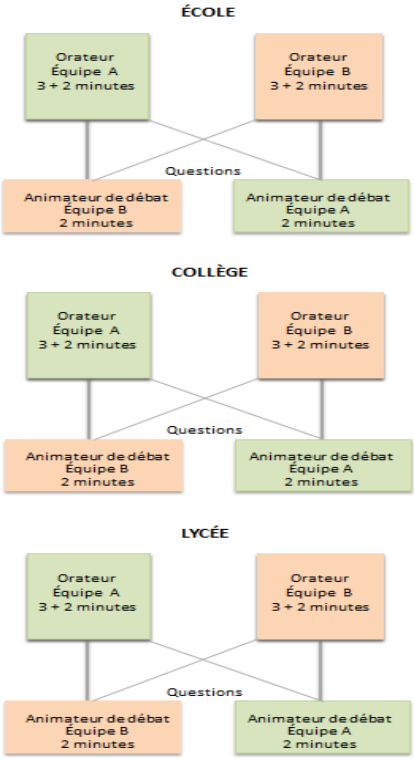 ÉCOLE
Orateur
Équipe A
3 + 2 minutes
Orateur
Équipe B
3 + 2 minutes
Questions
Animateur de débat
Équipe B
2 minutes
Animateur de débat
Équipe A
2 minutes
COLLÈGE
Orateur
Équipe A
3 + 2 minutes
Orateur
Équipe B
3 + 2 minutes
Questions
Animateur de débat
Équipe B
2 minutes
Animateur de débat
Équipe A
2 minutes
LYCÉE
Orateur
Équipe A
3 + 2 minutes
Orateur
Équipe B
3 + 2 minutes
Questions
Animateur de débat
Équipe B
2 minutes
Animateur de débat
Équipe A
2 minutes